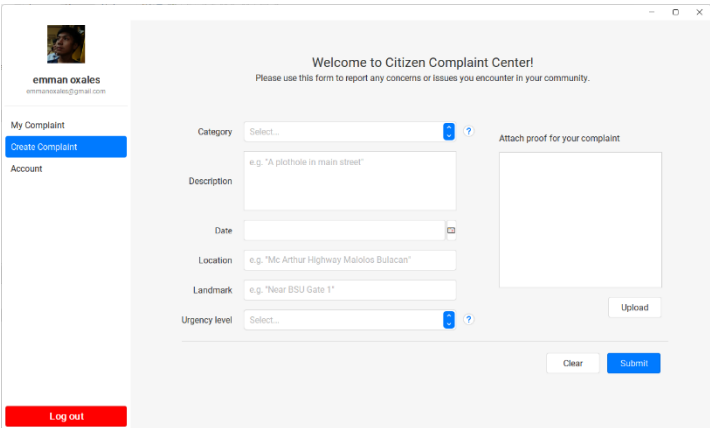 emman oxales
emmanoxales@gmail.com
My Complaint
Create Complaint
Account
Log out
Welcome to Citizen Complaint Center!
Please use this form to report any concerns or issues you encounter in your community.
Category
Select...
?
Description
e.g. "A plothole in main street"
Date
Location
e.g. "Mc Arthur Highway Malolos Bulacan"
Landmark
e.g. "Near BSU Gate 1"
Urgency level
Select...
?
Attach proof for your complaint
Upload
Clear
Submit